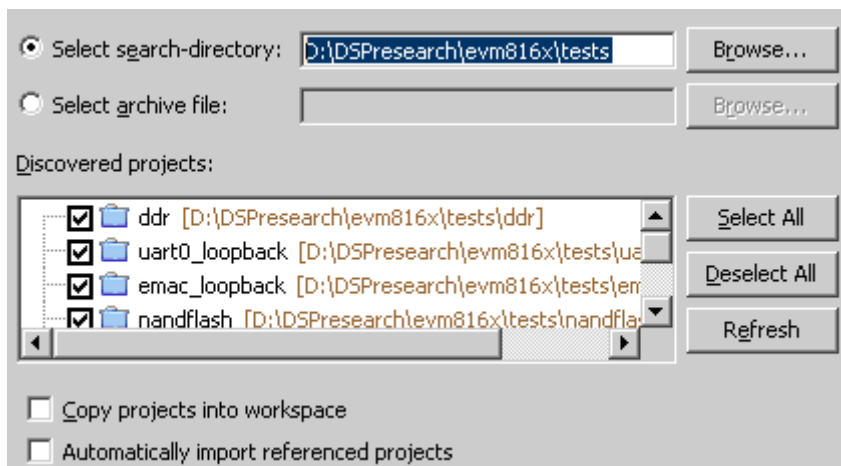 Select search-directory: D:\DSPresearch\evm816x\tests Browse...
Select archive file: Browse...
Discovered projects:
ddr [D:\DSPresearch\evm816x\tests\ddr] Select All
uart0_loopback [D:\DSPresearch\evm816x\tests\ua
emac_loopback [D:\DSPresearch\evm816x\tests\em Deselect All
nandflash [D:\DSPresearch\evm816x\tests\nandfla Refresh
Copy projects into workspace
Automatically import referenced projects